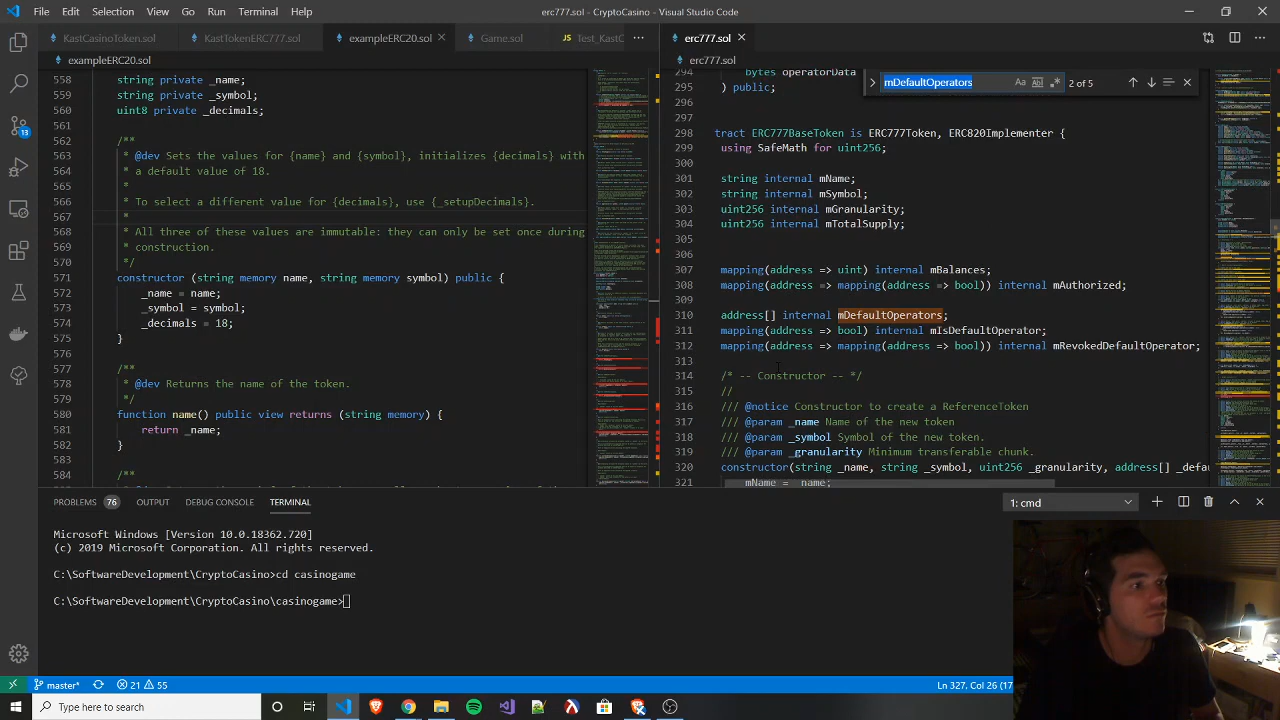 File Edit Selection View Go Run Terminal Help
erc777.sol - CryptoCasino - Visual Studio Code
KastCasinoToken.sol KastTokenERC777.sol exampleERC20.sol Game.sol JS Test_KastC
erc777.sol
exampleERC20.sol
558 string private _name;
559 string private _symbol;
560 uint8 private _decimals;
561
562 /**
563 * @dev Sets the values for {name} and {symbol}, initializes {decimals} with
564 * a default value of 18.
565 *
566 * To select a different value for {decimals}, use {_setupDecimals}.
567 *
568 * All three of these values are immutable: they can only be set once during
569 * construction.
570 */
571 constructor (string memory name, string memory symbol) public {
572 _name = name;
573 _symbol = symbol;
574 _decimals = 18;
575 }
576
577 /**
578 * @dev Returns the name of the token.
579 */
580 function name() public view returns (string memory) {
581 return _name;
582 }
583
584 /**
erc777.sol
mDefaultOperators Aa 2 of 5
294 bytes operatorData
295 ) public;
296
297
298 tract ERC777BaseToken is ERC777Token, ERC820Implementer {
299 using SafeMath for uint256;
300
301 string internal mName;
302 string internal mSymbol;
303 uint256 internal mGranularity;
304 uint256 internal mTotalSupply;
305
306
307 mapping(address => uint) internal mBalances;
308 mapping(address => mapping(address => bool)) internal mAuthorized;
309
310 address[] internal mDefaultOperators;
311 mapping(address => bool) internal mIsDefaultOperator;
312 mapping(address => mapping(address => bool)) internal mRevokedDefaultOperator;
313
314 /* -- Constructor -- */
315 //
316 /// @notice Constructor to create a ReferenceToken
317 /// @param _name Name of the new token
318 /// @param _symbol Symbol of the new token.
319 /// @param _granularity Minimum transferable chunk.
320 constructor(string _name, string _symbol, uint256 _granularity, address[] _defa
321 mName = _name;
PROBLEMS 76 OUTPUT DEBUG CONSOLE TERMINAL
1: cmd
Microsoft Windows [Version 10.0.18362.720]
(c) 2019 Microsoft Corporation. All rights reserved.
C:\SoftwareDevelopment\CryptoCasino>cd casinogame
C:\SoftwareDevelopment\CryptoCasino\casinogame>
13
master* 21 55
Ln 327, Col 26 (17
Type here to search